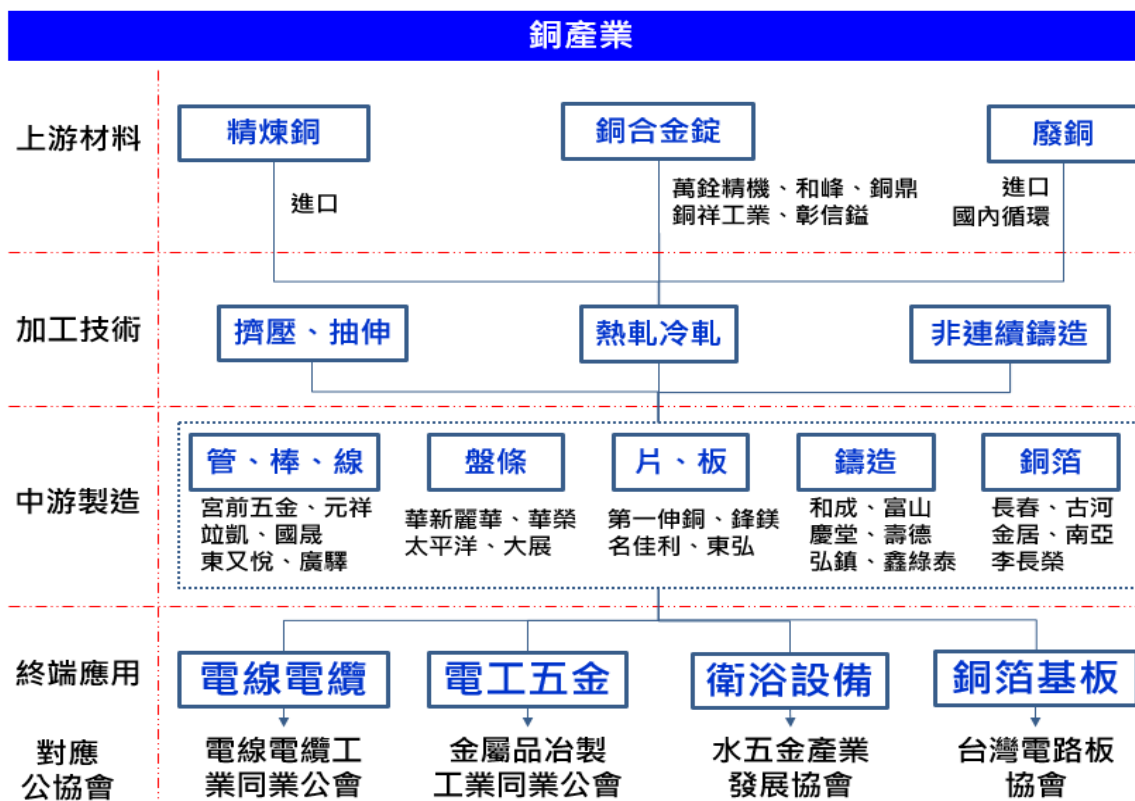 銅產業
上游材料
精煉銅
銅合金錠
廢銅
進口
萬銓精機、和峰、銅鼎
銅祥工業、彰信鎰
進口
國內循環
加工技術
擠壓、抽伸
熱軋冷軋
非連續鑄造
中游製造
管、棒、線
盤條
片、板
鑄造
銅箔
宮前五金、元祥
竝凱、國晟
東又悅、廣驛
華新麗華、華榮
太平洋、大展
第一伸銅、鋒鎂
名佳利、東弘
和成、富山
慶堂、壽德
弘鎮、鑫綠泰
長春、古河
金居、南亞
李長榮
終端應用
電線電纜
電工五金
衛浴設備
銅箔基板
對應
公協會
電線電纜工
業同業公會
金屬品冶製
工業同業公會
水五金產業
發展協會
台灣電路板
協會